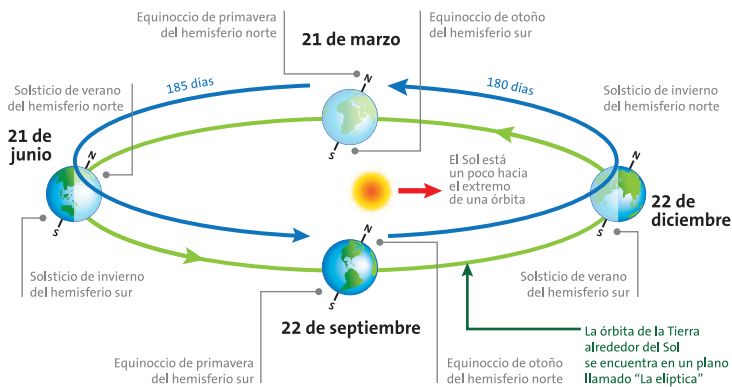 Equinoccio de primavera
del hemisferio norte
21 de marzo
Equinoccio de otoño
del hemisferio sur
185 días
180 días
Solsticio de verano
del hemisferio norte
21 de
junio
N
S
N
S
Solsticio de invierno
del hemisferio norte
El Sol está
un poco hacia
el extremo
de una órbita
N
S
22 de
diciembre
Solsticio de invierno
del hemisferio sur
N
S
22 de septiembre
Solsticio de verano
del hemisferio sur
Equinoccio de primavera
del hemisferio sur
Equinoccio de otoño
del hemisferio norte
La órbita de la Tierra
alrededor del Sol
se encuentra en un plano
llamado “La elíptica”